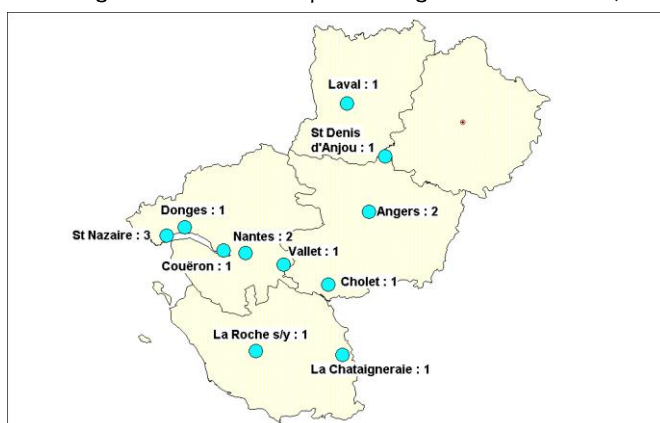 Laval : 1
St Denis
d'Anjou : 1
Angers : 2
Donges : 1
St Nazaire : 3
Nantes : 2
Vallet : 1
Couëron : 1
Cholet : 1
La Roche s/y : 1
La Chataigneraie : 1